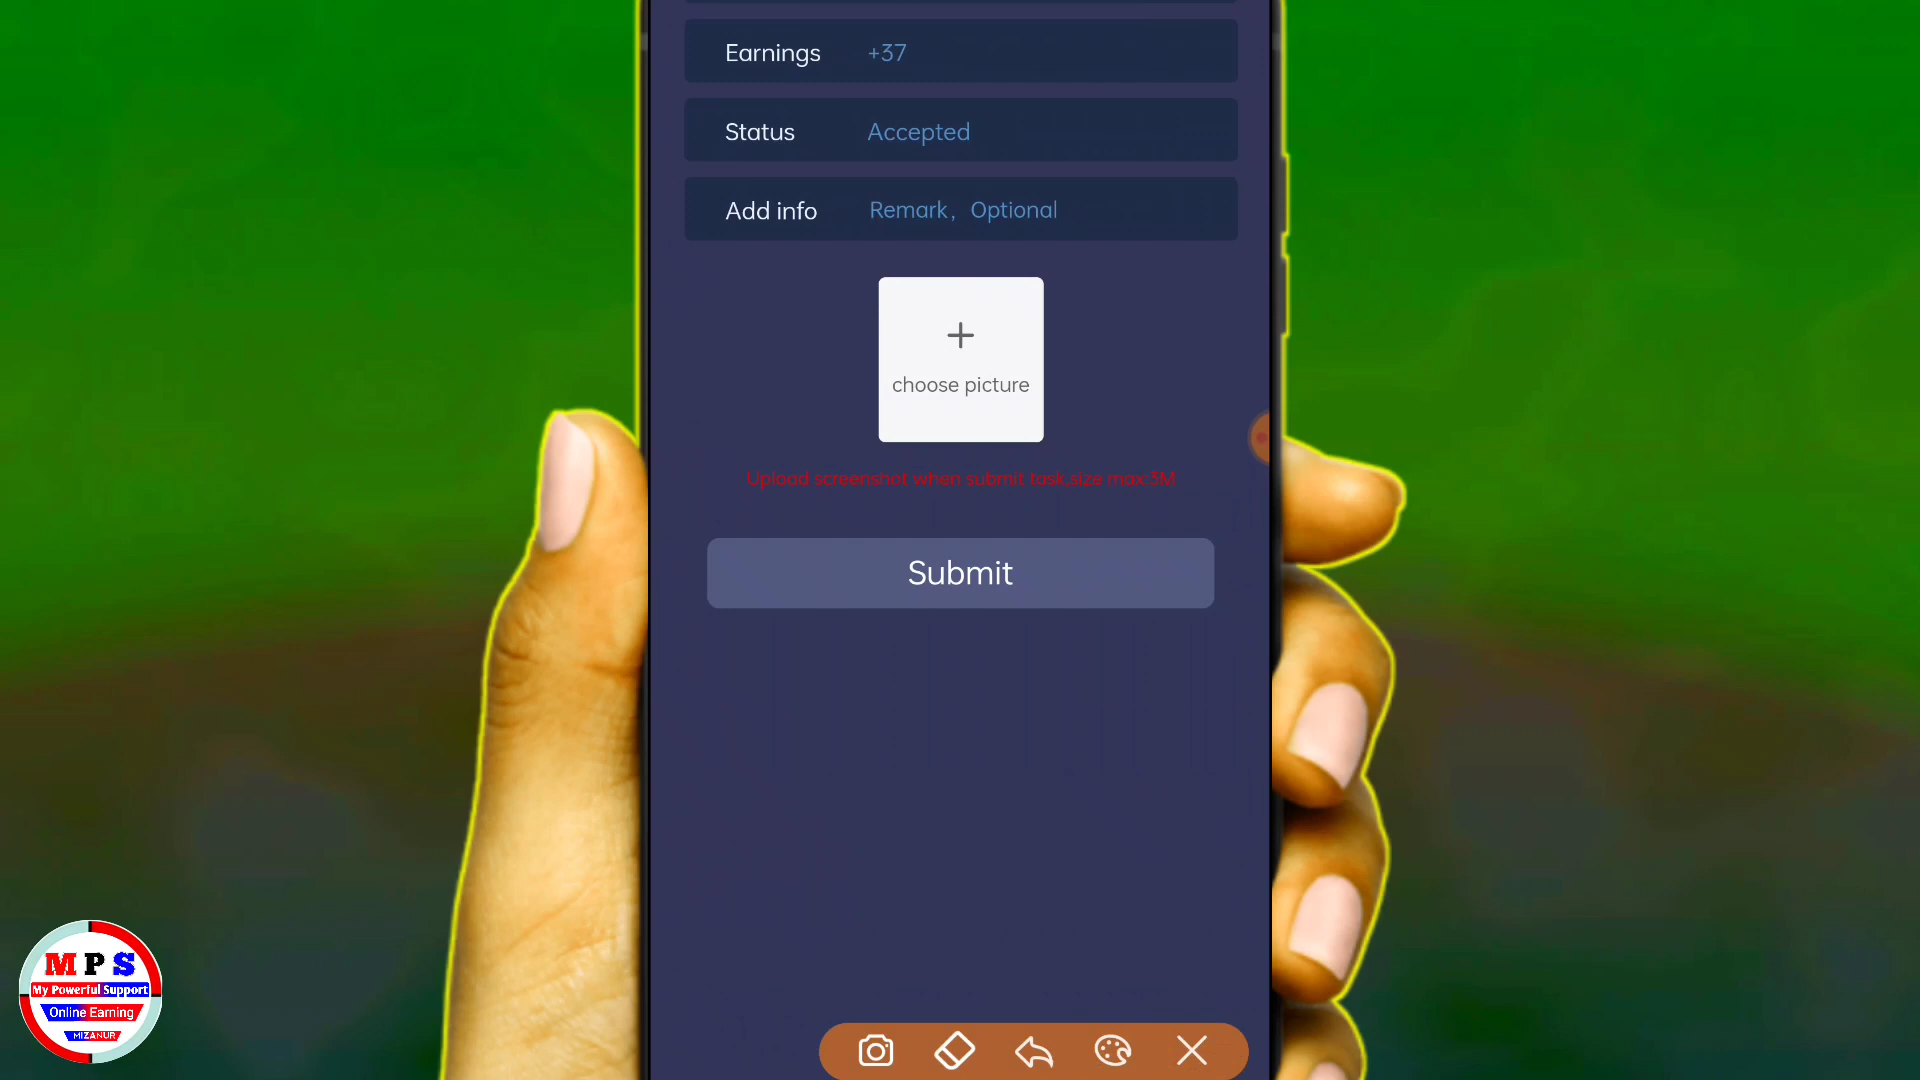 Earnings +37
Status Accepted
Add info Remark, Optional
+
choose picture
Upload screenshot when submit task,size max:3M
Submit
M P S
My Powerful Support
Online Earning
MIZANUR